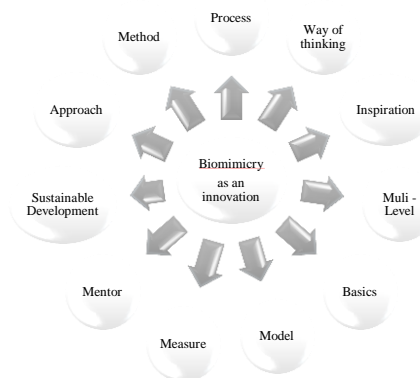 Process
Way of
thinking
Method
Inspiration
Approach
Biomimicry
as an
innovation
Sustainable
Development
Muli -
Level
Mentor
Basics
Measure
Model